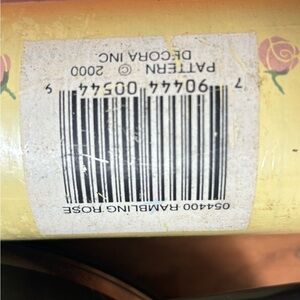 054400 RAMBLING ROSE
7 90444 00544 9
PATTERN © 2000
DECORA INC